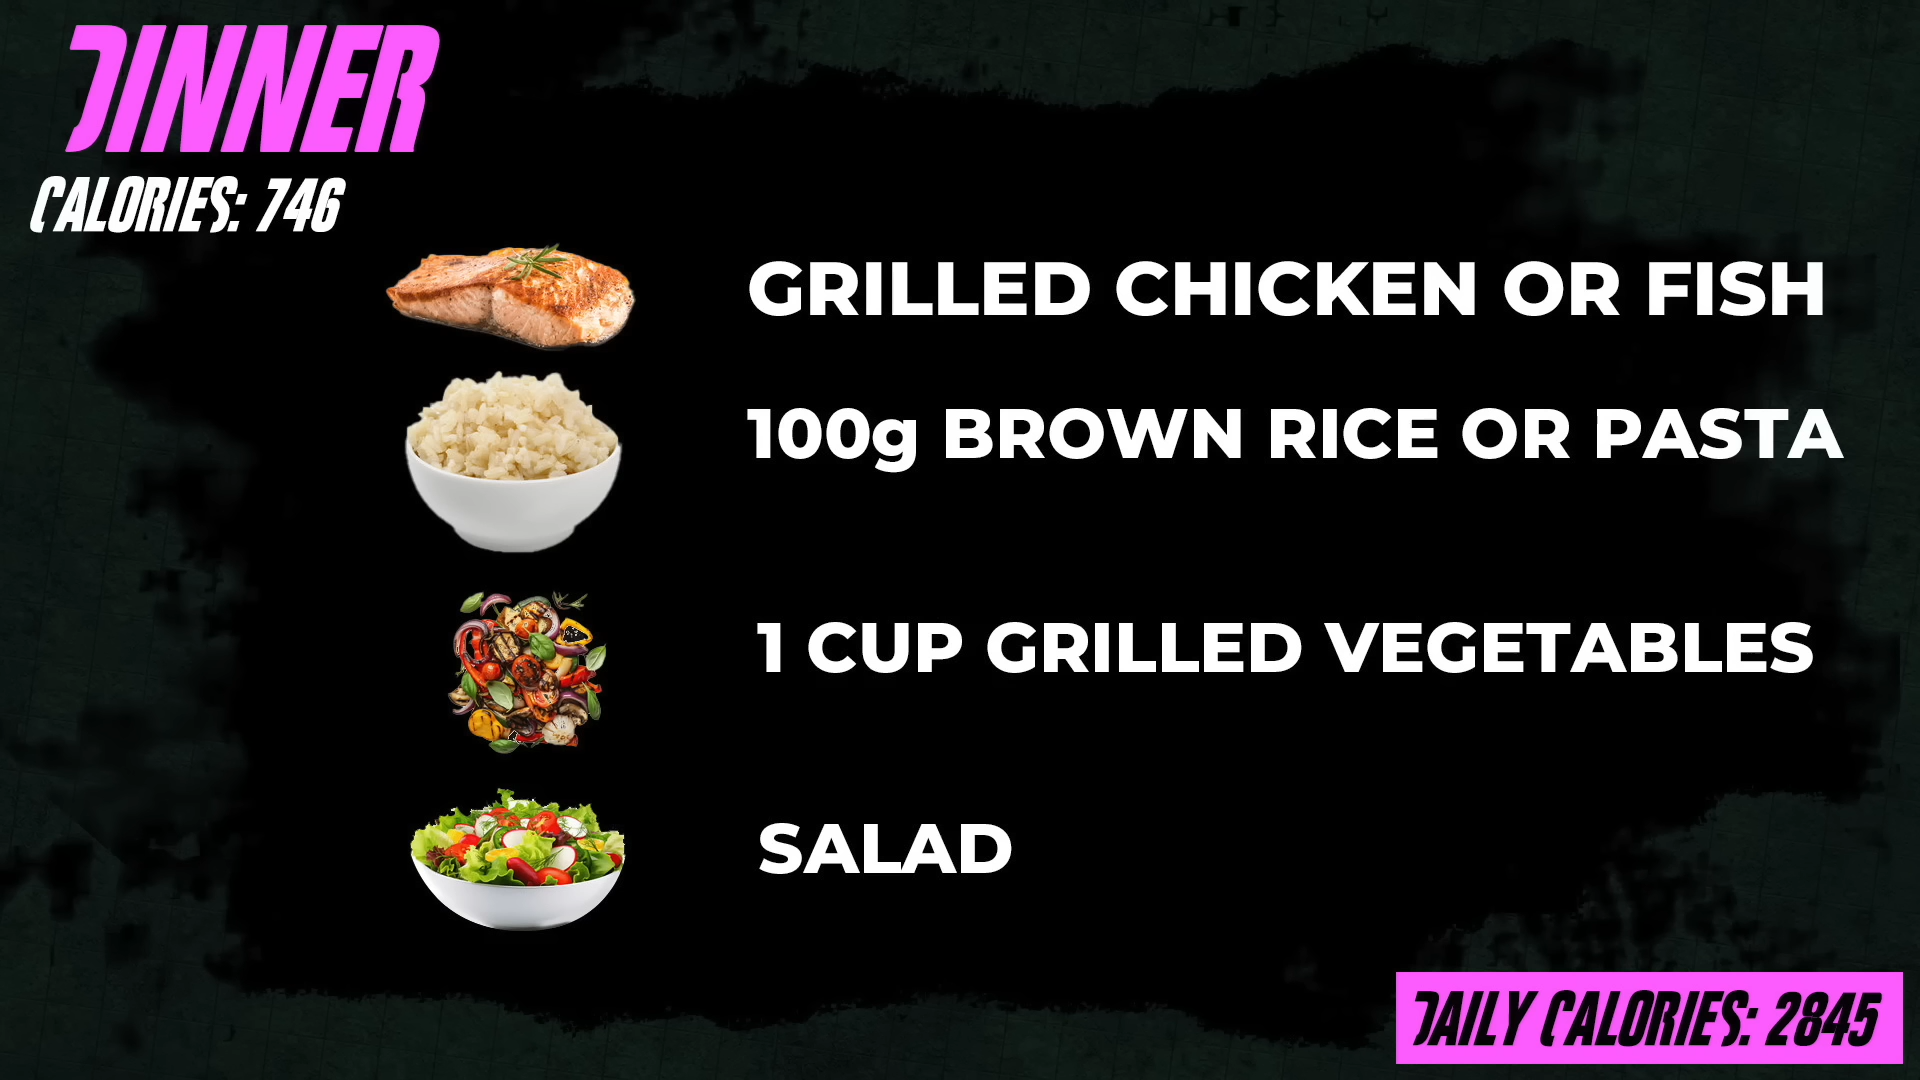 DINNER
CALORIES: 746
GRILLED CHICKEN OR FISH
100g BROWN RICE OR PASTA
1 CUP GRILLED VEGETABLES
SALAD
DAILY CALORIES: 2845